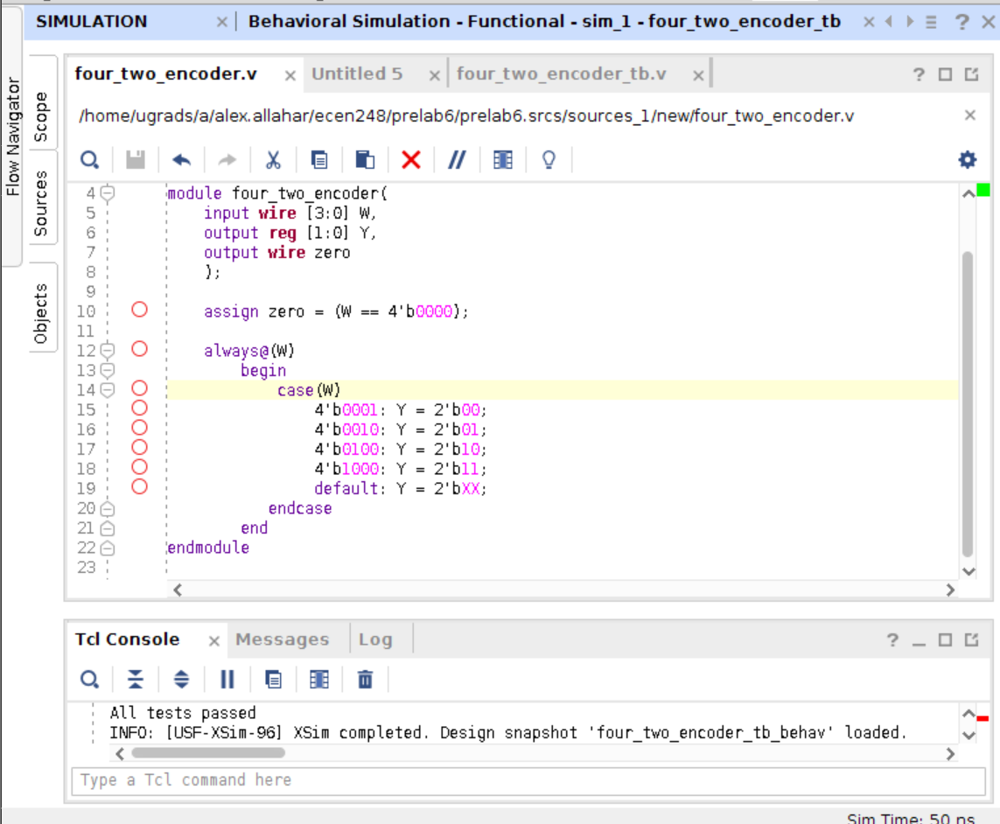 SIMULATION
Behavioral Simulation - Functional - sim_1 - four_two_encoder_tb
Flow Navigator
Scope
Sources
Objects
four_two_encoder.v
Untitled 5
four_two_encoder_tb.v
/home/ugrads/a/alex.allahar/ecen248/prelab6/prelab6.srcs/sources_1/new/four_two_encoder.v
4 module four_two_encoder(
5 input wire [3:0] W,
6 output reg [1:0] Y,
7 output wire zero
8 );
9
10 assign zero = (W == 4'b0000);
11
12 always@(W)
13 begin
14 case(W)
15 4'b0001: Y = 2'b00;
16 4'b0010: Y = 2'b01;
17 4'b0100: Y = 2'b10;
18 4'b1000: Y = 2'b11;
19 default: Y = 2'bXX;
20 endcase
21 end
22 endmodule
23
Tcl Console
Messages
Log
All tests passed
INFO: [USF-XSim-96] XSim completed. Design snapshot 'four_two_encoder_tb_behav' loaded.
Type a Tcl command here
Sim Time: 50 ns